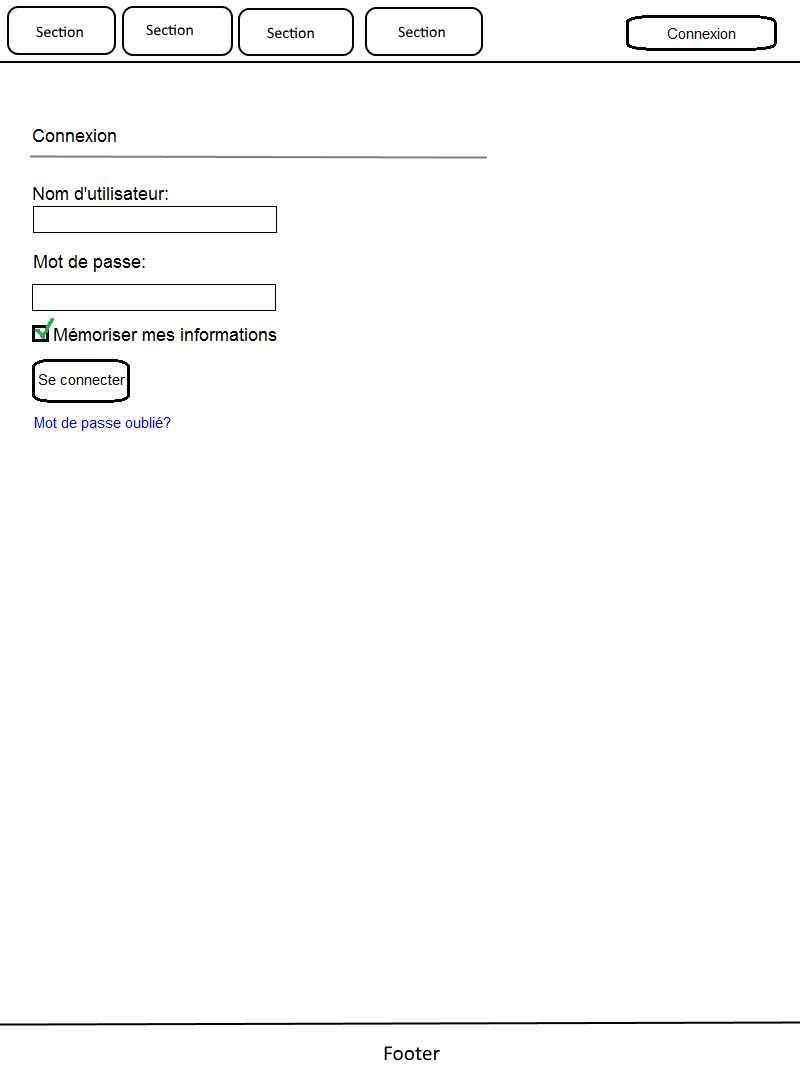 Section Section Section Section Connexion
Connexion
Nom d'utilisateur:
Mot de passe:
Mémoriser mes informations
Se connecter
Mot de passe oublié?
Footer